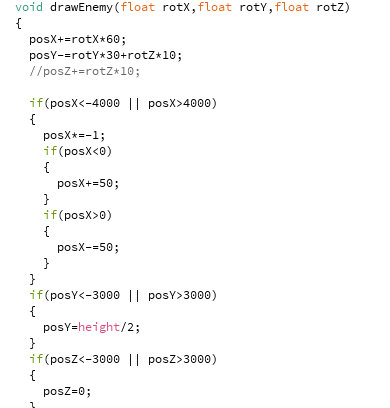 void drawEnemy(float rotX,float rotY,float rotZ)
{
  posX+=rotX*60;
  posY-=rotY*30+rotZ*10;
  //posZ+=rotZ*10;

  if(posX<-4000 || posX>4000)
  {
    posX*=-1;
    if(posX<0)
    {
      posX+=50;
    }
    if(posX>0)
    {
      posX-=50;
    }
  }
  if(posY<-3000 || posY>3000)
  {
    posY=height/2;
  }
  if(posZ<-3000 || posZ>3000)
  {
    posZ=0;
  }